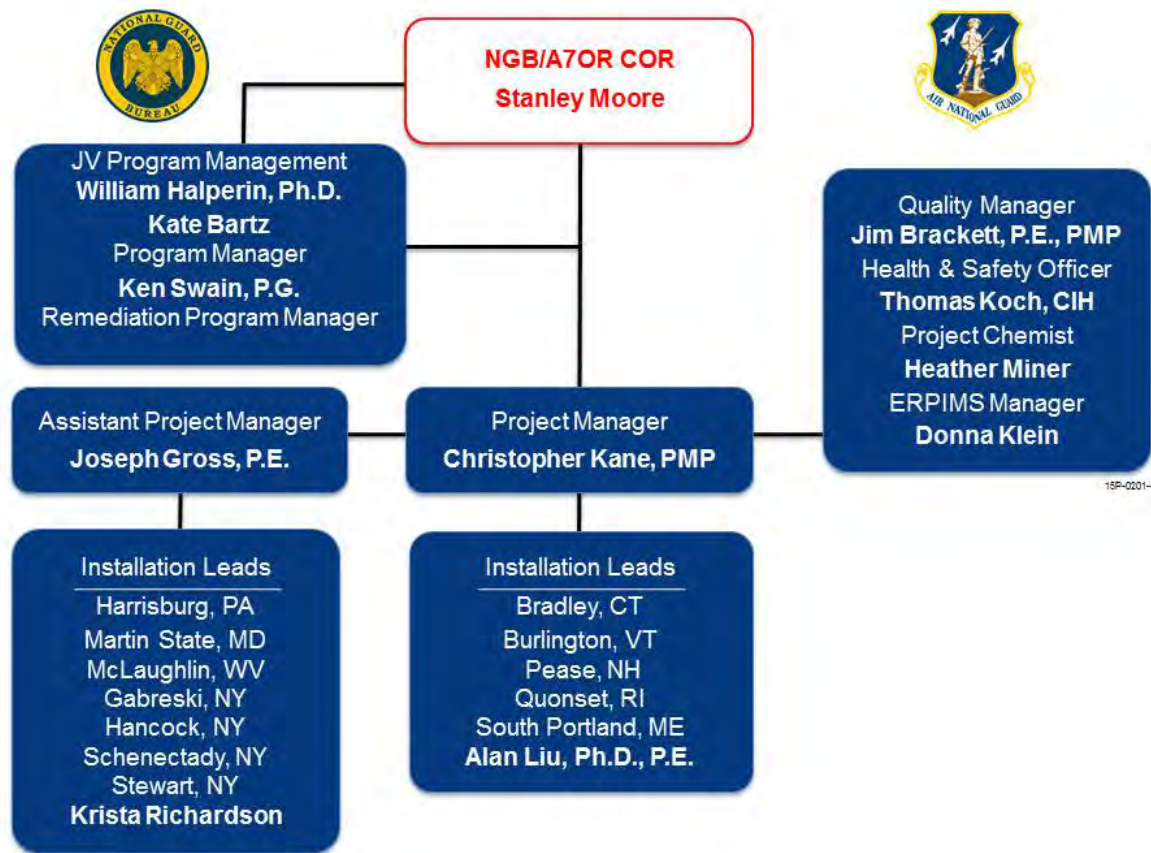 NATIONAL GUARD
BUREAU
NGB/A7OR COR
Stanley Moore
AIR NATIONAL GUARD
JV Program Management
William Halperin, Ph.D.
Kate Bartz
Program Manager
Ken Swain, P.G.
Remediation Program Manager
Quality Manager
Jim Brackett, P.E., PMP
Health & Safety Officer
Thomas Koch, CIH
Project Chemist
Heather Miner
ERPIMS Manager
Donna Klein
15P-0201-
Assistant Project Manager
Joseph Gross, P.E.
Project Manager
Christopher Kane, PMP
Installation Leads
Harrisburg, PA
Martin State, MD
McLaughlin, WV
Gabreski, NY
Hancock, NY
Schenectady, NY
Stewart, NY
Krista Richardson
Installation Leads
Bradley, CT
Burlington, VT
Pease, NH
Quonset, RI
South Portland, ME
Alan Liu, Ph.D., P.E.